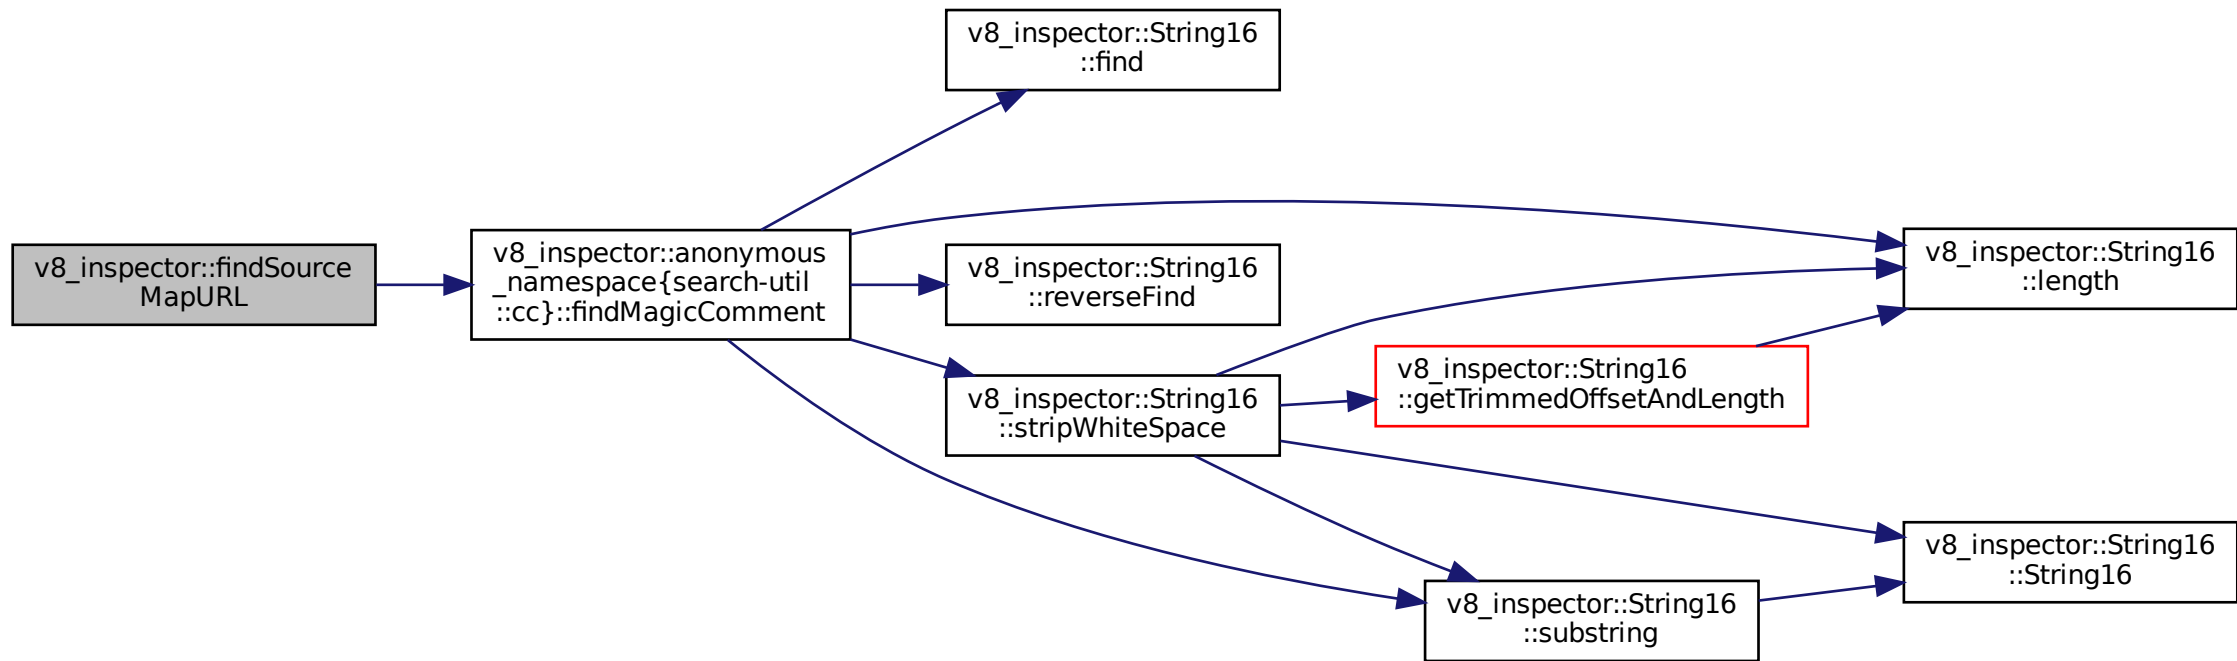 v8_inspector::findSource
MapURL
v8_inspector::anonymous
_namespace{search-util
::cc}::findMagicComment
v8_inspector::String16
::find
v8_inspector::String16
::reverseFind
v8_inspector::String16
::stripWhiteSpace
v8_inspector::String16
::getTrimmedOffsetAndLength
v8_inspector::String16
::substring
v8_inspector::String16
::length
v8_inspector::String16
::String16